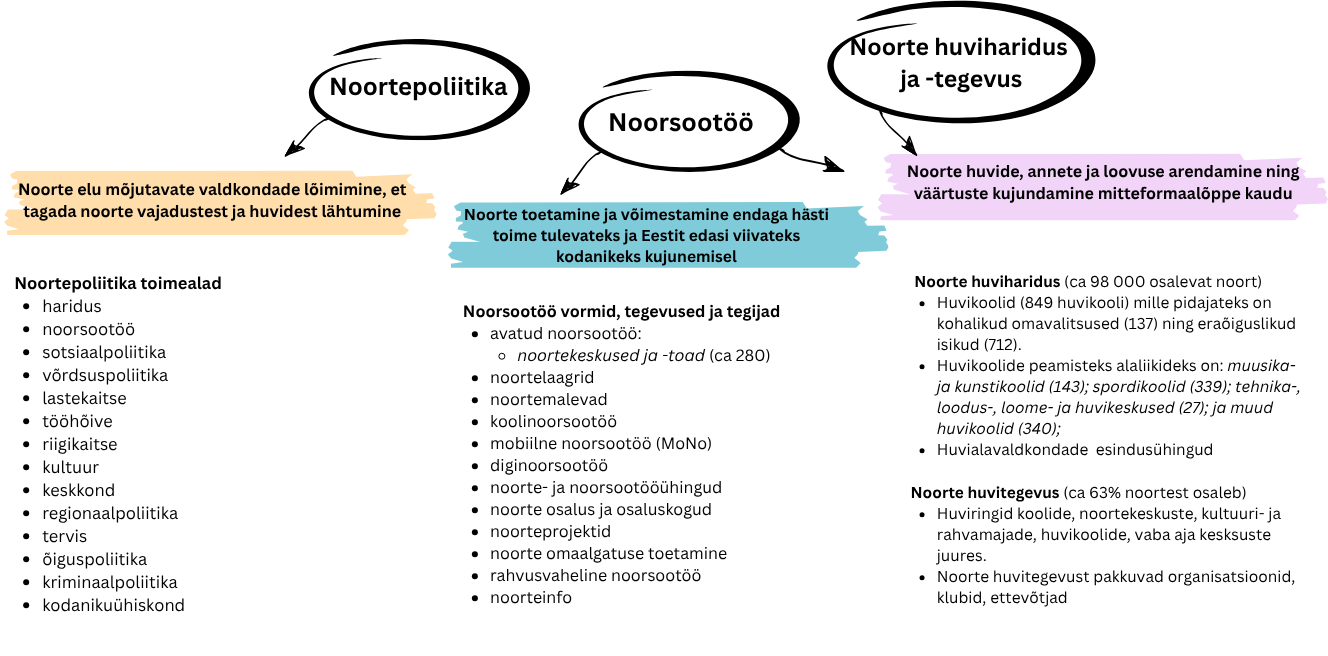 Noortepoliitika
Noorte elu mõjutavate valdkondade lõimimine, et
tagada noorte vajadustest ja huvidest lähtumine
Noortepoliitika toimealad
haridus
noorsootöö
sotsiaalpoliitika
võrdsuspoliitika
lastekaitse
tööhõive
riigikaitse
kultuur
keskkond
regionaalpoliitika
tervis
õiguspoliitika
kriminaalpoliitika
kodanikuühiskond
Noorsootöö
Noorte toetamine ja võimestamine endaga hästi
toime tulevateks ja Eestit edasi viivateks
kodanikeks kujunemisel
Noorsootöö vormid, tegevused ja tegijad
avatud noorsootöö:
noortekeskused ja -toad (ca 280)
noortelaagrid
noortemalevad
koolinoorsootöö
mobiilne noorsootöö (MoNo)
diginoorsootöö
noorte- ja noorsootööühingud
noorte osalus ja osaluskogud
noorteprojektid
noorte omaalgatuse toetamine
rahvusvaheline noorsootöö
noorteinfo
Noorte huviharidus
ja -tegevus
Noorte huvide, annete ja loovuse arendamine ning
väärtuste kujundamine mitteformaalõppe kaudu
Noorte huviharidus (ca 98 000 osalevat noort)
Huvikoolid (849 huvikooli) mille pidajateks on
kohalikud omavalitsused (137) ning eraõiguslikud
isikud (712).
Huvikoolide peamisteks alaliikideks on: muusika-
ja kunstikoolid (143); spordikoolid (339); tehnika-,
loodus-, loome- ja huvikeskused (27); ja muud
huvikoolid (340);
Huvialavaldkondade esindusühingud
Noorte huvitegevus (ca 63% noortest osaleb)
Huviringid koolide, noortekeskuste, kultuuri- ja
rahvamajade, huvikoolide, vaba aja kesksuste
juures.
Noorte huvitegevust pakkuvad organisatsioonid,
klubid, ettevõtjad